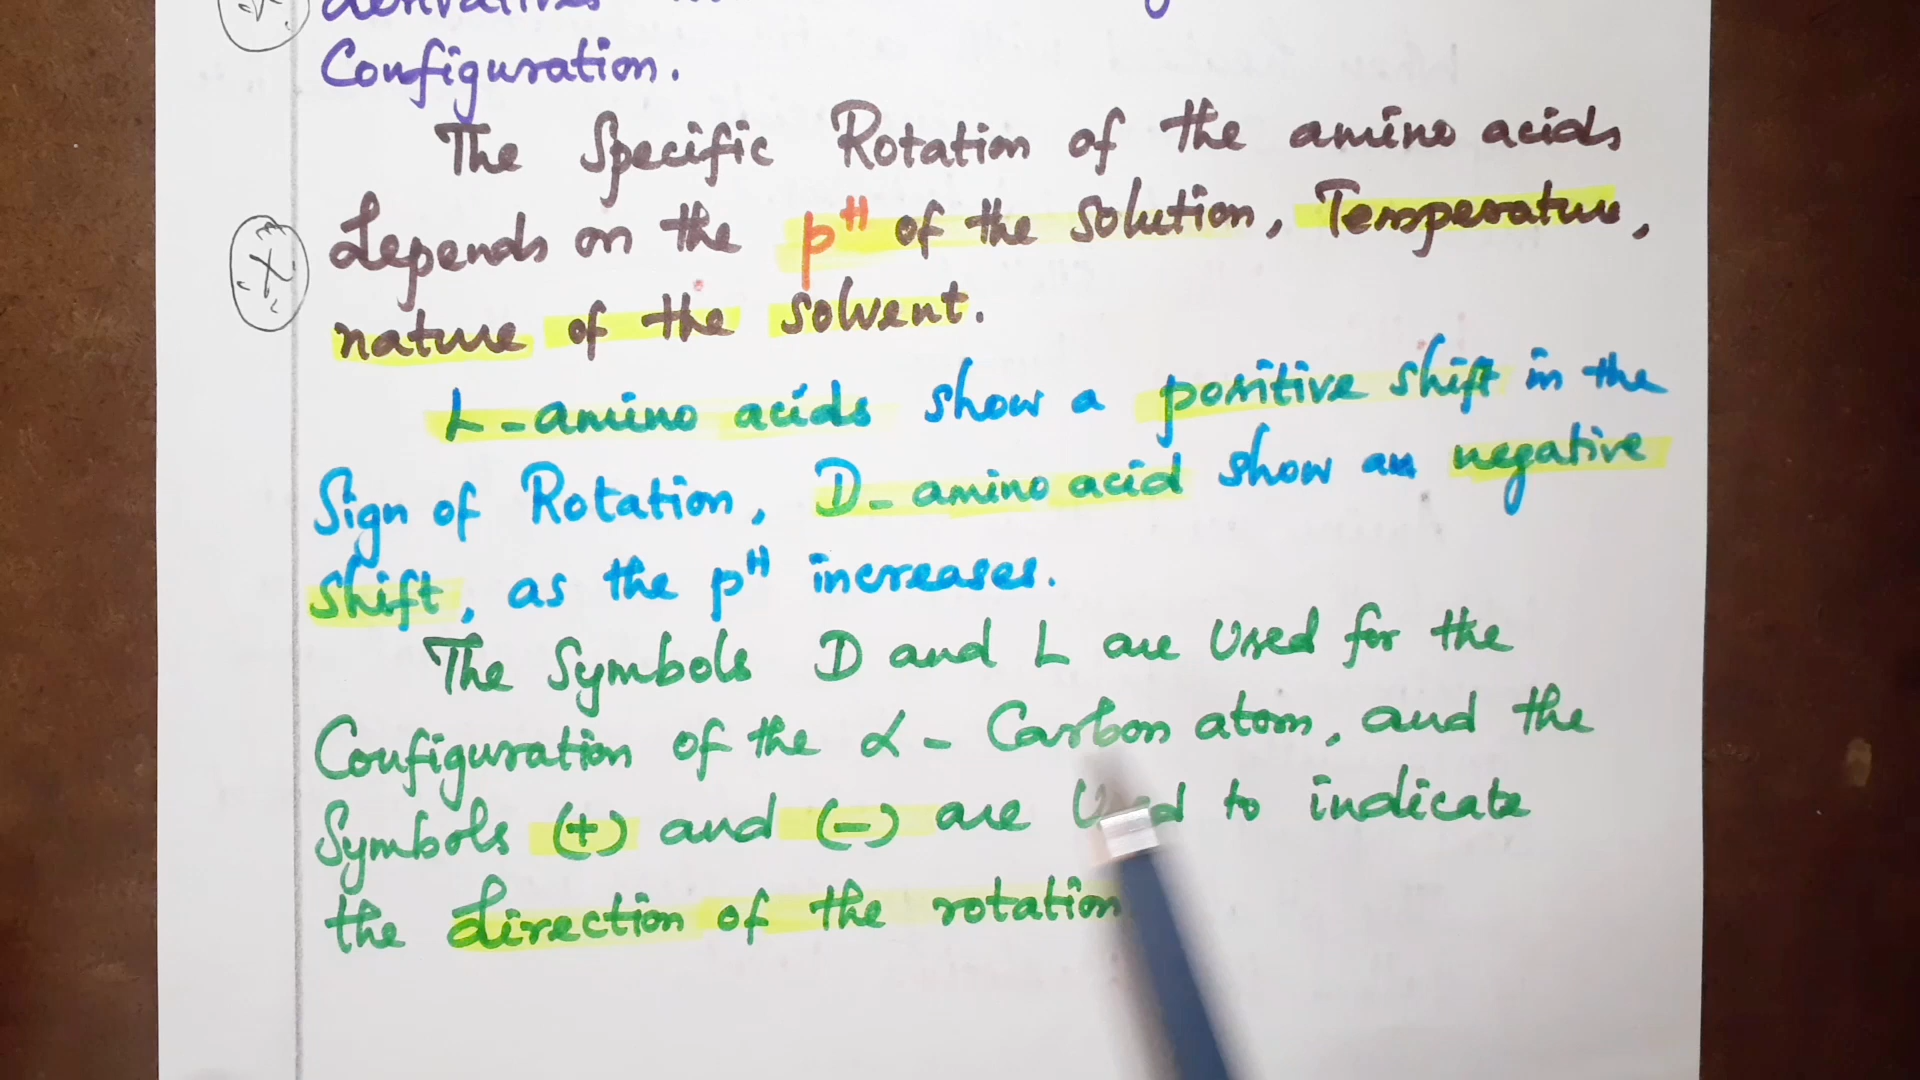 derivatives
Configuration.
The Specific Rotation of the amino acids
depends on the pH of the solution, Temperature,
nature of the solvent.
L-amino acids show a positive shift in the
Sign of Rotation, D-amino acid show an negative
shift, as the pH increases.
The Symbols D and L are Used for the
Configuration of the α-Carbon atom, and the
Symbols (+) and (-) are Used to indicate
the direction of the rotation
X